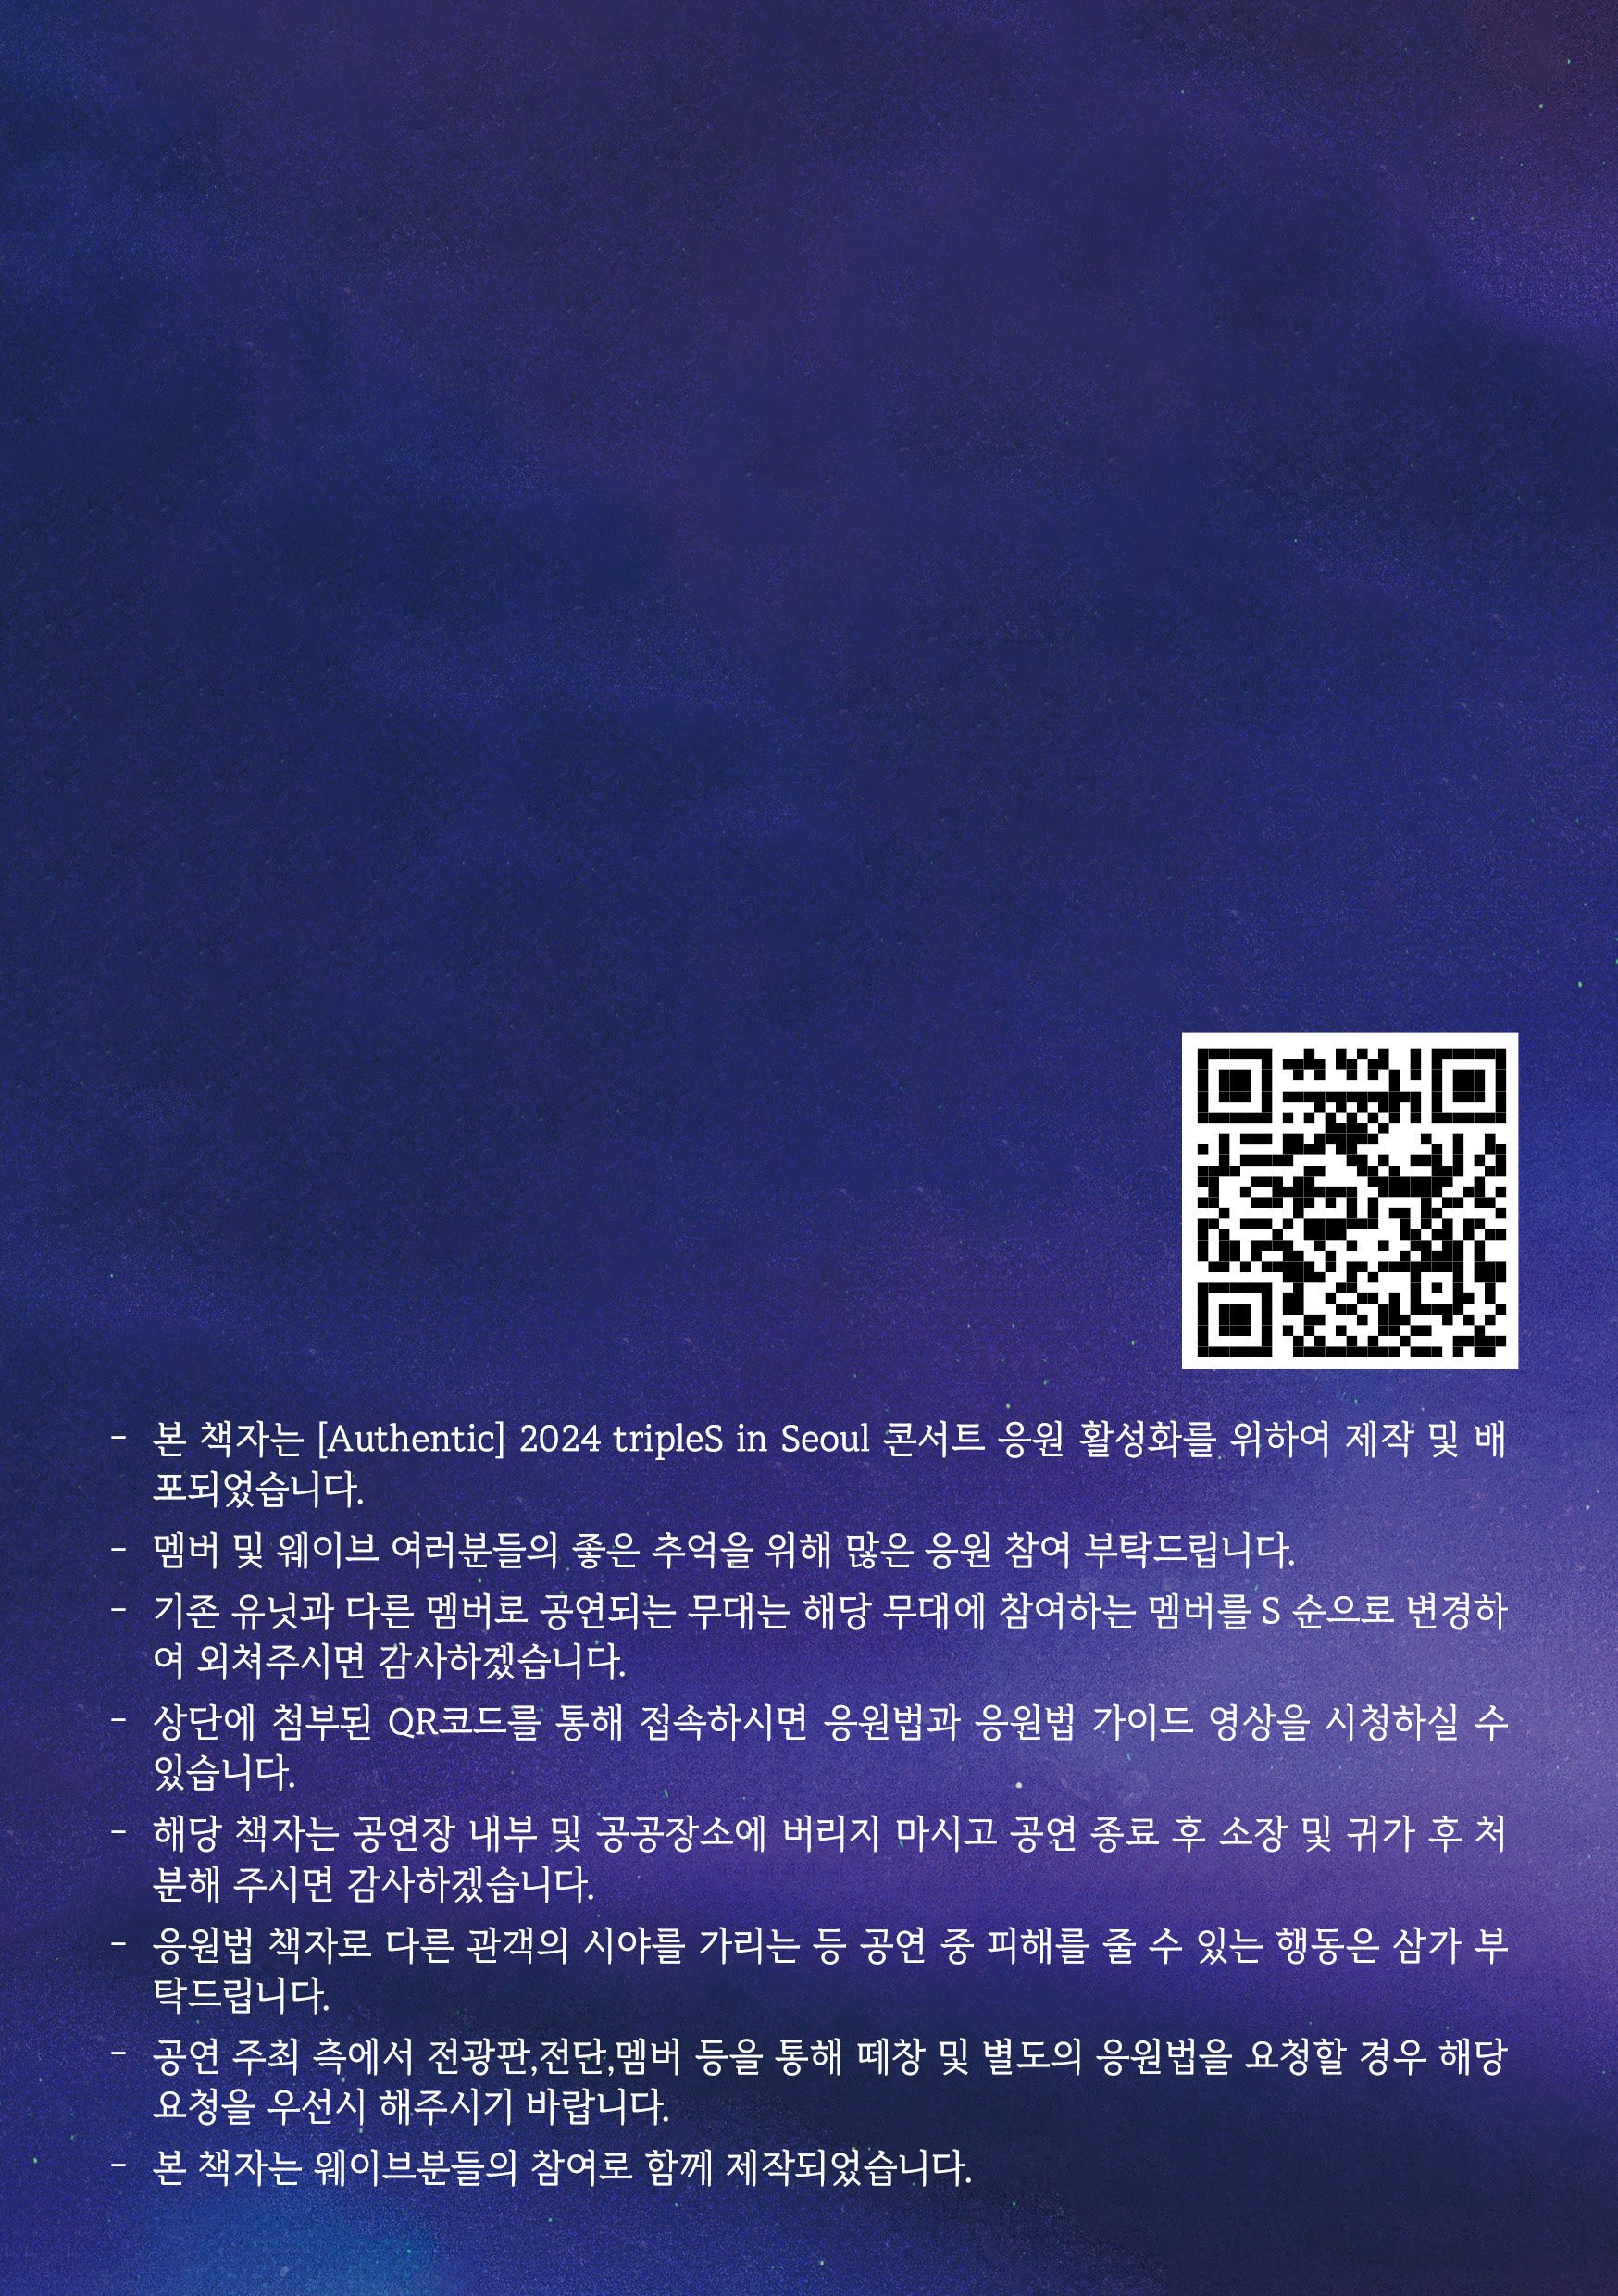 - 본 책자는 [Authentic] 2024 tripleS in Seoul 콘서트 응원 활성화를 위하여 제작 및 배
포되었습니다.
- 멤버 및 웨이브 여러분들의 좋은 추억을 위해 많은 응원 참여 부탁드립니다.
- 기존 유닛과 다른 멤버로 공연되는 무대는 해당 무대에 참여하는 멤버를 S 순으로 변경하
여 외쳐주시면 감사하겠습니다.
- 상단에 첨부된 QR코드를 통해 접속하시면 응원법과 응원법 가이드 영상을 시청하실 수
있습니다.
- 해당 책자는 공연장 내부 및 공공장소에 버리지 마시고 공연 종료 후 소장 및 귀가 후 처
분해 주시면 감사하겠습니다.
- 응원법 책자로 다른 관객의 시야를 가리는 등 공연 중 피해를 줄 수 있는 행동은 삼가 부
탁드립니다.
- 공연 주최 측에서 전광판,전단,멤버 등을 통해 떼창 및 별도의 응원법을 요청할 경우 해당
요청을 우선시 해주시기 바랍니다.
- 본 책자는 웨이브분들의 참여로 함께 제작되었습니다.